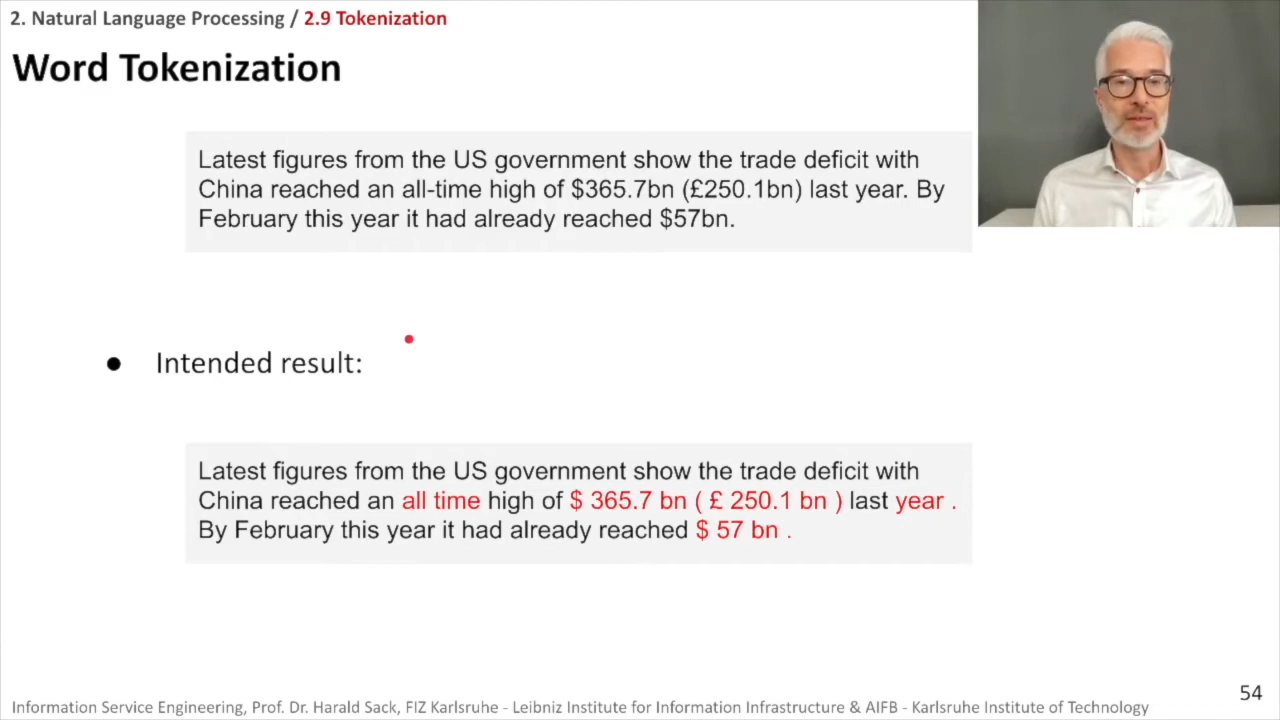 2. Natural Language Processing / 2.9 Tokenization
Word Tokenization
Latest figures from the US government show the trade deficit with
China reached an all-time high of $365.7bn (£250.1bn) last year. By
February this year it had already reached $57bn.
● Intended result:
Latest figures from the US government show the trade deficit with
China reached an all time high of $ 365.7 bn ( £ 250.1 bn ) last year .
By February this year it had already reached $ 57 bn .
54
Information Service Engineering, Prof. Dr. Harald Sack, FIZ Karlsruhe - Leibniz Institute for Information Infrastructure & AIFB - Karlsruhe Institute of Technology